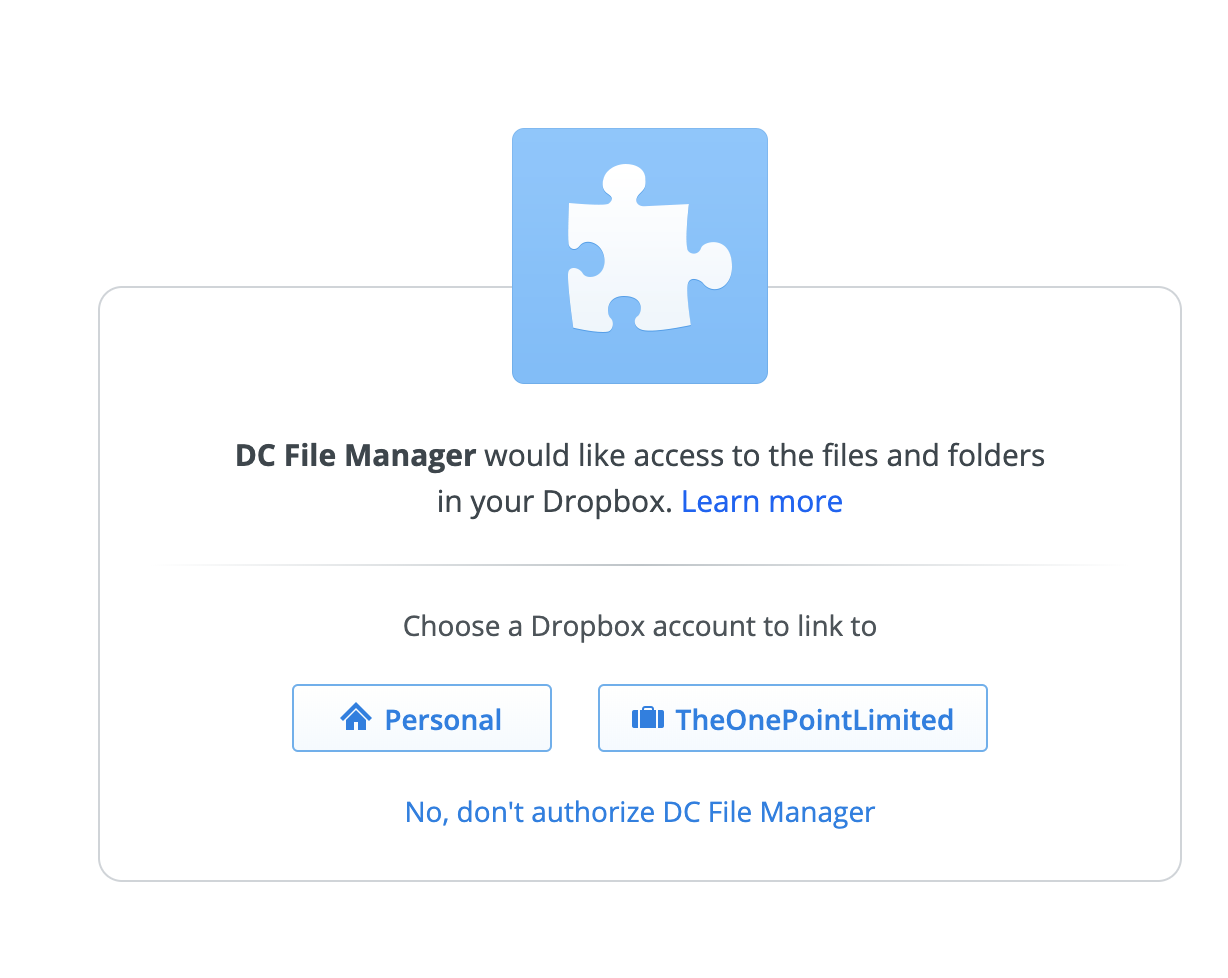 DC File Manager would like access to the files and folders
in your Dropbox. Learn more
Choose a Dropbox account to link to
Personal
TheOnePointLimited
No, don't authorize DC File Manager